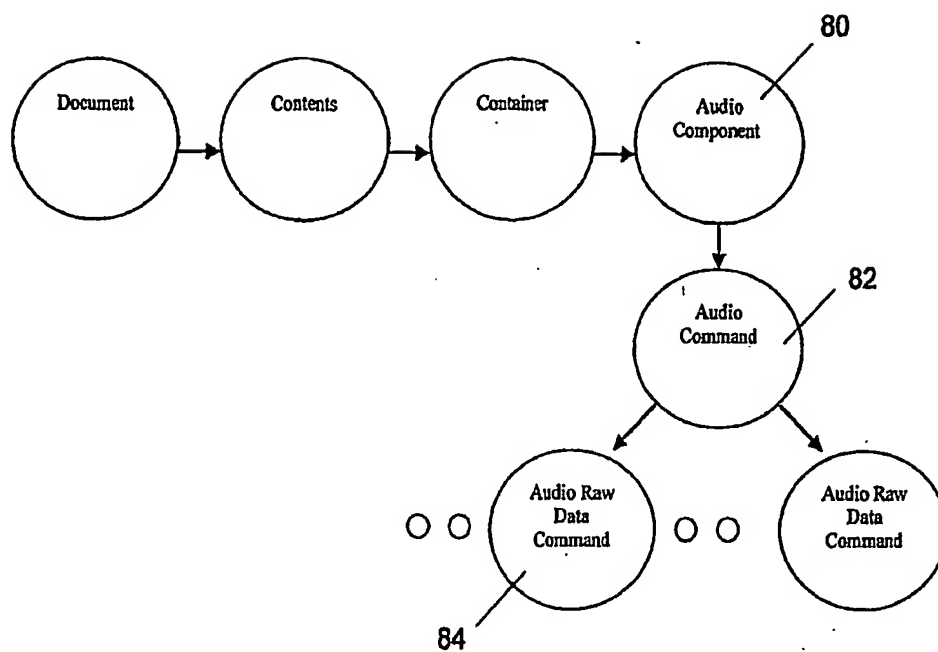 80
Document
Contents
Container
Audio
Component
82
Audio
Command
Audio Raw
Data
Command
Audio Raw
Data
Command
84